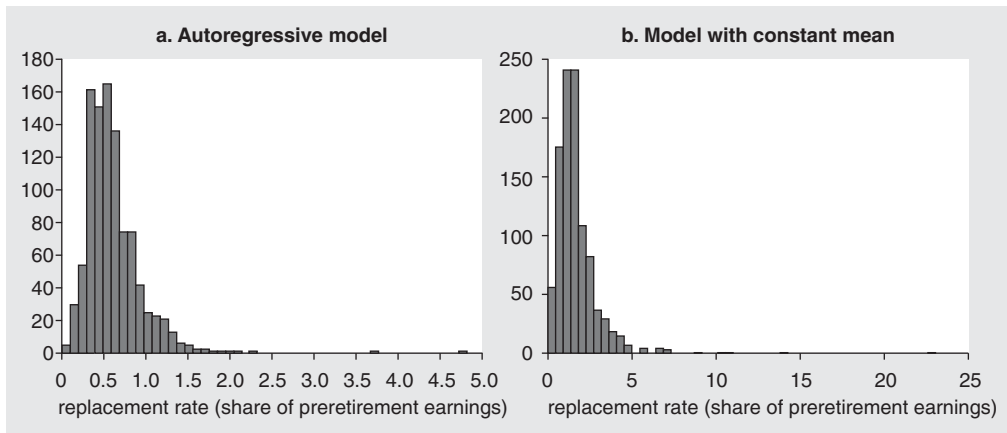 a. Autoregressive model
180
160
140
120
100
80
60
40
20
0
0 0.5 1.0 1.5 2.0 2.5 3.0 3.5 4.0 4.5 5.0
replacement rate (share of preretirement earnings)
b. Model with constant mean
250
200
150
100
50
0
0 5 10 15 20 25
replacement rate (share of preretirement earnings)